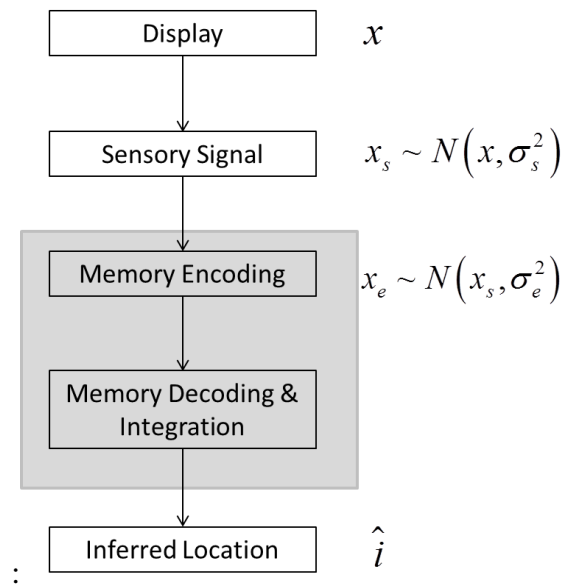 Display x
Sensory Signal x_s ~ N(x, σ_s^2)
Memory Encoding x_e ~ N(x_s, σ_e^2)
Memory Decoding &
Integration
Inferred Location î
: